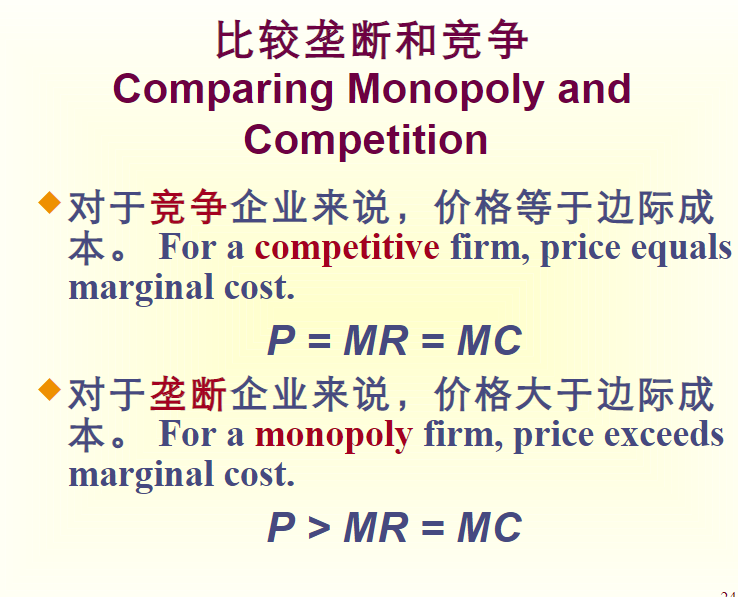 比较垄断和竞争
Comparing Monopoly and
Competition
对于竞争企业来说，价格等于边际成
本。 For a competitive firm, price equals
marginal cost.
P = MR = MC
对于垄断企业来说，价格大于边际成
本。 For a monopoly firm, price exceeds
marginal cost.
P > MR = MC